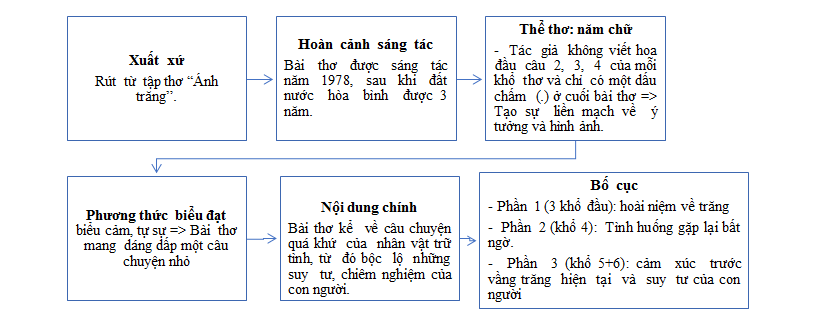 Xuất xứ
Rút từ tập thơ “Ánh
trăng”.
Hoàn cảnh sáng tác
Bài thơ được sáng tác
năm 1978, sau khi đất
nước hòa bình được 3
năm.
Thể thơ: năm chữ
- Tác giả không viết hoa
đầu câu 2, 3, 4 của mỗi
khổ thơ và chỉ có một dấu
chấm (.) ở cuối bài thơ =>
Tạo sự liền mạch về ý
tưởng và hình ảnh.
Phương thức biểu đạt
biểu cảm, tự sự => Bài thơ
mang dáng dấp một câu
chuyện nhỏ
Nội dung chính
Bài thơ kể về câu chuyện
quá khứ của nhân vật trữ
tình, từ đó bộc lộ những
suy tư, chiêm nghiệm của
con người.
Bố cục
- Phần 1 (3 khổ đầu): hoài niệm về trăng
- Phần 2 (khổ 4): Tình huống gặp lại bất
ngờ.
- Phần 3 (khổ 5+6): cảm xúc trước
vầng trăng hiện tại và suy tư của con
người